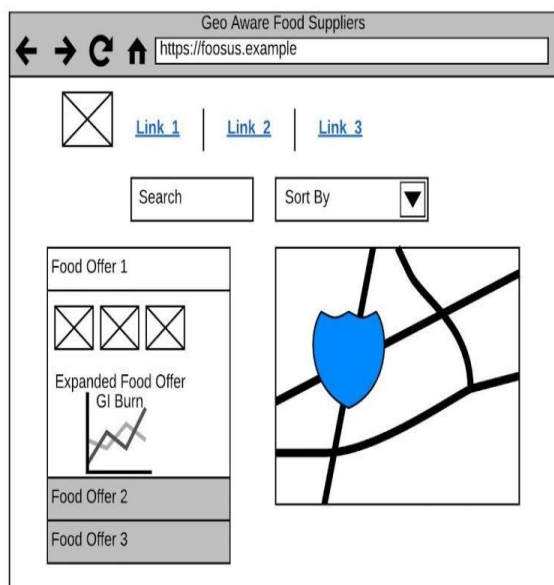 Geo Aware Food Suppliers
https://foosus.example
Link 1
Link 2
Link 3
Search
Sort By
Food Offer 1
Expanded Food Offer
GI Burn
Food Offer 2
Food Offer 3